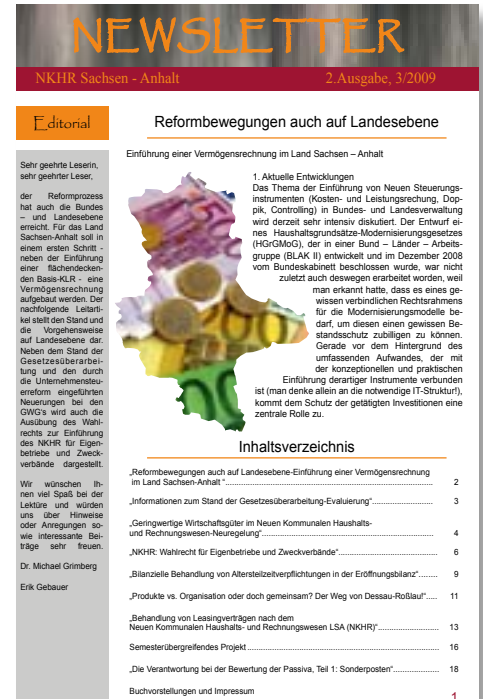 NEWSLETTER
NKHR Sachsen - Anhalt 2.Ausgabe, 3/2009
Editorial
Sehr geehrte Leserin,
sehr geehrter Leser,
der Reformprozess
hat auch die Bundes
– und Landesebene
erreicht. Für das Land
Sachsen-Anhalt soll in
einem ersten Schritt -
neben der Einführung
einer flächendecken-
den Basis-KLR - eine
Vermögensrechnung
aufgebaut werden. Der
nachfolgende Leitarti-
kel stellt den Stand und
die Vorgehensweise
auf Landesebene dar.
Neben dem Stand der
Gesetzesüberarbei-
tung und den durch
die Unternehmensteu-
erreform eingeführten
Neuerungen bei den
GWG's wird auch die
Ausübung des Wahl-
rechts zur Einführung
des NKHR für Eigen-
betriebe und Zweck-
verbände dargestellt.
Wir wünschen Ih-
nen viel Spaß bei der
Lektüre und würden
uns über Hinweise
oder Anregungen so-
wie interessante Bei-
träge sehr freuen.
Dr. Michael Grimberg
Erik Gebauer
Reformbewegungen auch auf Landesebene
Einführung einer Vermögensrechnung im Land Sachsen – Anhalt
1. Aktuelle Entwicklungen
Das Thema der Einführung von Neuen Steuerungs-
instrumenten (Kosten- und Leistungsrechung, Dop-
pik, Controlling) in Bundes- und Landesverwaltung
wird derzeit sehr intensiv diskutiert. Der Entwurf ei-
nes Haushaltsgrundsätze-Modernisierungsgesetzes
(HGrGMoG), der in einer Bund – Länder – Arbeits-
gruppe (BLAK II) entwickelt und im Dezember 2008
vom Bundeskabinett beschlossen wurde, war nicht
zuletzt auch deswegen erarbeitet worden, weil
man erkannt hatte, dass es eines ge-
wissen verbindlichen Rechtsrahmens
für die Modernisierungsmodelle be-
darf, um diesen einen gewissen Be-
standsschutz zubilligen zu können.
Gerade vor dem Hintergrund des
umfassenden Aufwandes, der mit
der konzeptionellen und praktischen
Einführung derartiger Instrumente verbunden
ist (man denke allein an die notwendige IT-Struktur!),
kommt dem Schutz der getätigten Investitionen eine
zentrale Rolle zu.
Inhaltsverzeichnis
„Reformbewegungen auch auf Landesebene-Einführung einer Vermögensrechnung
im Land Sachsen-Anhalt “.......... 2
„Informationen zum Stand der Gesetzesüberarbeitung-Evaluierung“.......... 3
„Geringwertige Wirtschaftsgüter im Neuen Kommunalen Haushalts-
und Rechnungswesen-Neuregelung“.......... 4
„NKHR: Wahlrecht für Eigenbetriebe und Zweckverbände“.......... 6
„Bilanzielle Behandlung von Altersteilzeitverpflichtungen in der Eröffnungsbilanz“........ 9
„Produkte vs. Organisation oder doch gemeinsam? Der Weg von Dessau-Roßlau!“..... 11
„Behandlung von Leasingverträgen nach dem
Neuen Kommunalen Haushalts- und Rechnungswesen LSA (NKHR)“.......... 13
Semesterübergreifendes Projekt.......... 16
„Die Verantwortung bei der Bewertung der Passiva, Teil 1: Sonderposten“.......... 18
Buchvorstellungen und Impressum
1